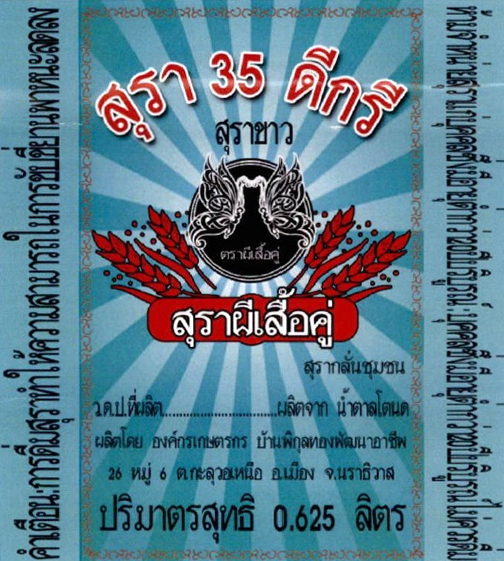 สุรา 35 ดีกรี
สุราขาว
ตราผีเสื้อคู่
สุราผีเสื้อคู่
สุรากลั่นชุมชน
ว.ด.ป.ที่ผลิต..............................ผลิตจาก น้ำตาลโตนด
ผลิตโดย องค์กรเกษตรกร บ้านพิกุลทองพัฒนาอาชีพ
26 หมู่ 6 ต.กะลุวอเหนือ อ.เมือง จ.นราธิวาส
ปริมาตรสุทธิ 0.625 ลิตร
คำเตือน:การดื่มสุราทำให้ความสามารถในการขับขี่ยานพาหนะลดลง